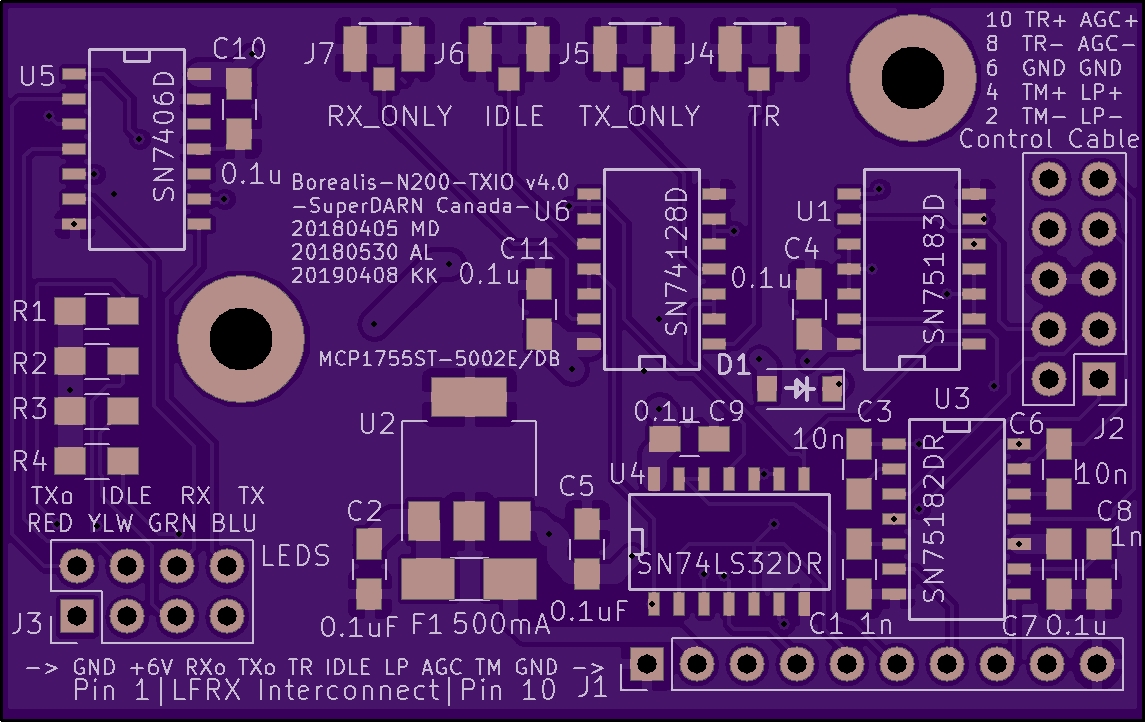 10 TR+ AGC+
8 TR- AGC-
6 GND GND
4 TM+ LP+
2 TM- LP-
Control Cable
C10
J7
J6
J5
J4
U5
SN7406D
RX_ONLY
IDLE
TX_ONLY
TR
0.1u
Borealis-N200-TXIO v4.0
-SuperDARN Canada-
20180405 MD
20180530 AL
20190408 KK
U6
SN74128D
U1
SN75183D
C11
0.1u
C4
0.1u
R1
R2
R3
R4
MCP1755ST-5002E/DB
D1
U2
0.1u C9
C3
10n
U3
SN75182DR
C6
J2
10n
U4
C5
C2
C8
1n
TXo IDLE RX TX
RED YLW GRN BLU
LEDS
SN74LS32DR
J3
0.1uF
F1 500mA
0.1uF
C1 1n
C7 0.1u
-> GND +6V RXo TXo TR IDLE LP AGC TM GND ->
Pin 1|LFRX Interconnect|Pin 10
J1